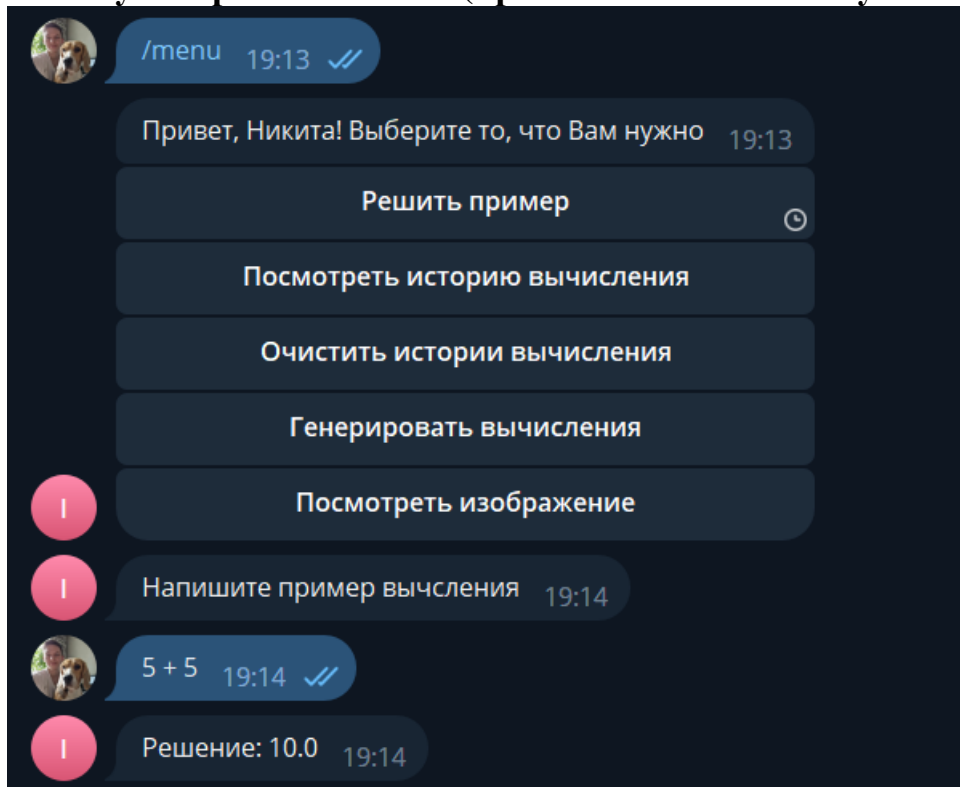 /menu 19:13
Привет, Никита! Выберите то, что Вам нужно 19:13
Решить пример
Посмотреть историю вычисления
Очистить истории вычисления
Генерировать вычисления
Посмотреть изображение
I
I
Напишите пример вычсления 19:14
5 + 5 19:14
I
Решение: 10.0 19:14